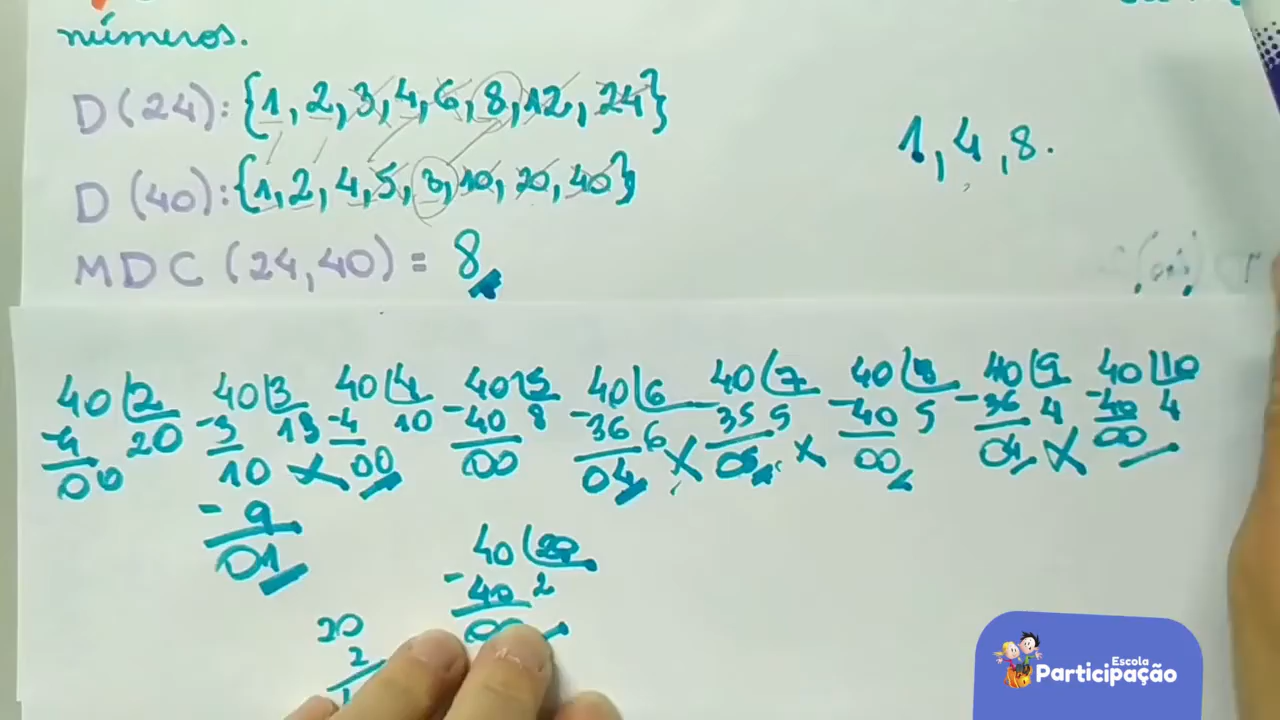 números.
D(24): {1, 2, 3, 4, 6, 8, 12, 24}
1, 4, 8.
D(40): {1, 2, 4, 5, 8, 10, 20, 40}
MDC (24,40) = 8
40 2 40 3 40 4 40 5 40 6 40 7 40 8 40 9 40 10
-4 20 -3 13 -4 10 -40 8 -36 6 -35 5 -40 5 -36 4 -40 4
00 10 00 00 04 05 00 04 00
-9
01
40 20
-40 2
00
20
2
Escola
Participação